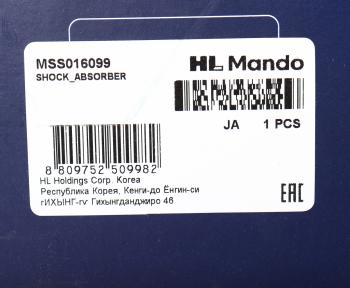 MSS016099
SHOCK_ABSORBER
HL Mando
JA 1 PCS
8 809752 509982
HL Holdings Corp. Korea
Республика Корея, Кенги-до Ёнгин-си
гИХЫНГ-гу Гихынгданджиро 46
EAC